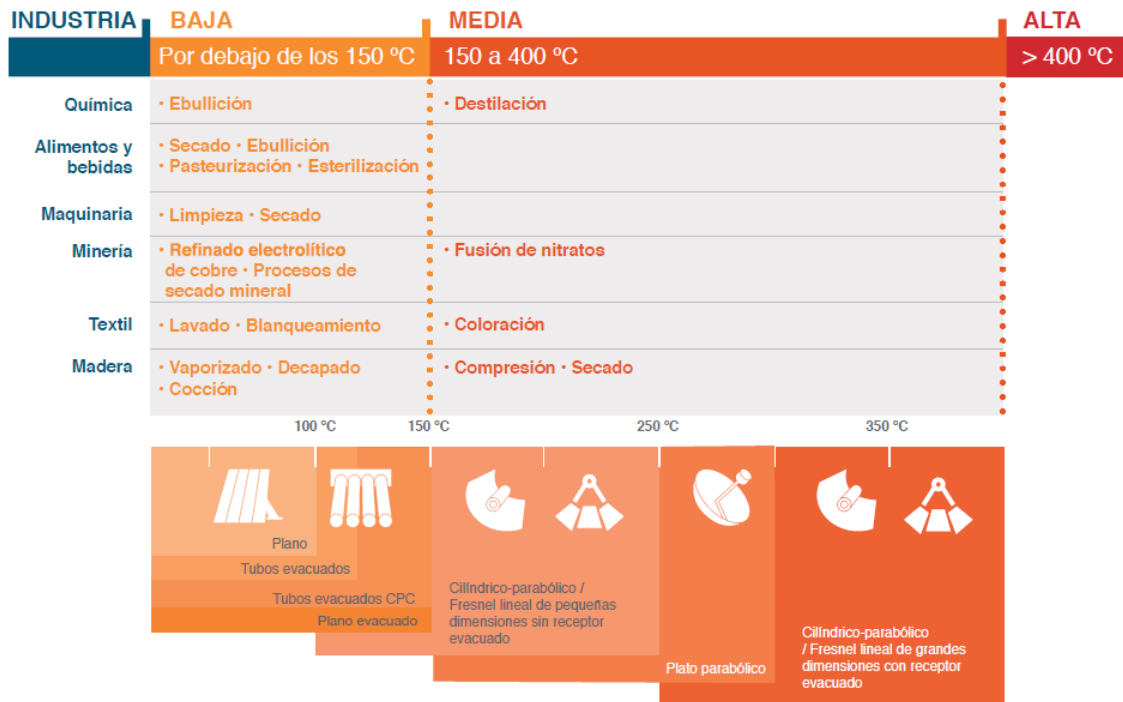 INDUSTRIA
BAJA
MEDIA
ALTA
Por debajo de los 150 ºC
150 a 400 ºC
> 400 ºC
Química
• Ebullición
• Destilación
Alimentos y
bebidas
• Secado • Ebullición
• Pasteurización • Esterilización
Maquinaria
• Limpieza • Secado
Minería
• Refinado electrolítico
de cobre • Procesos de
secado mineral
• Fusión de nitratos
Textil
• Lavado • Blanqueamiento
• Coloración
Madera
• Vaporizado • Decapado
• Cocción
• Compresión • Secado
100 ºC
150 ºC
250 ºC
350 ºC
Plano
Tubos evacuados
Tubos evacuados CPC
Plano evacuado
Cilíndrico-parabólico /
Fresnel lineal de pequeñas
dimensiones sin receptor
evacuado
Plato parabólico
Cilíndrico-parabólico
/ Fresnel lineal de grandes
dimensiones con receptor
evacuado